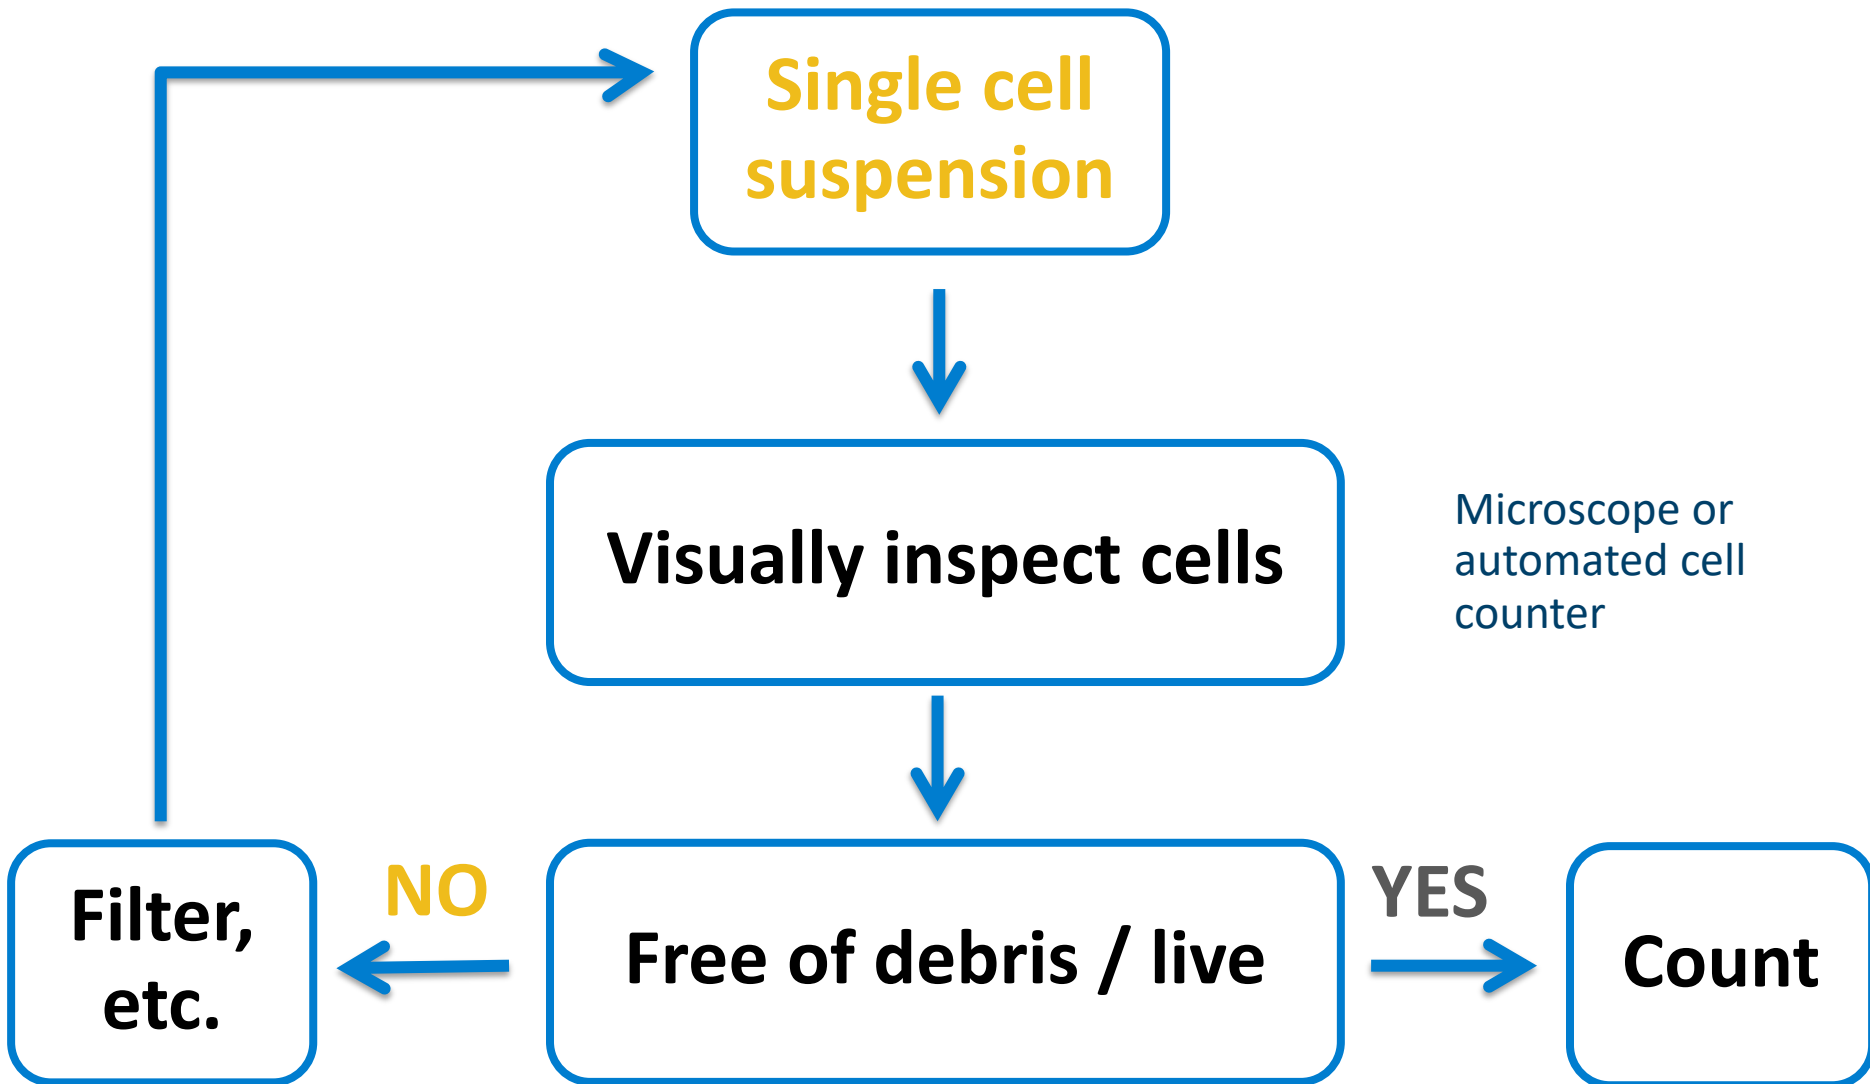 Single cell
suspension
Visually inspect cells
Microscope or
automated cell
counter
Filter,
etc.
NO
Free of debris / live
YES
Count